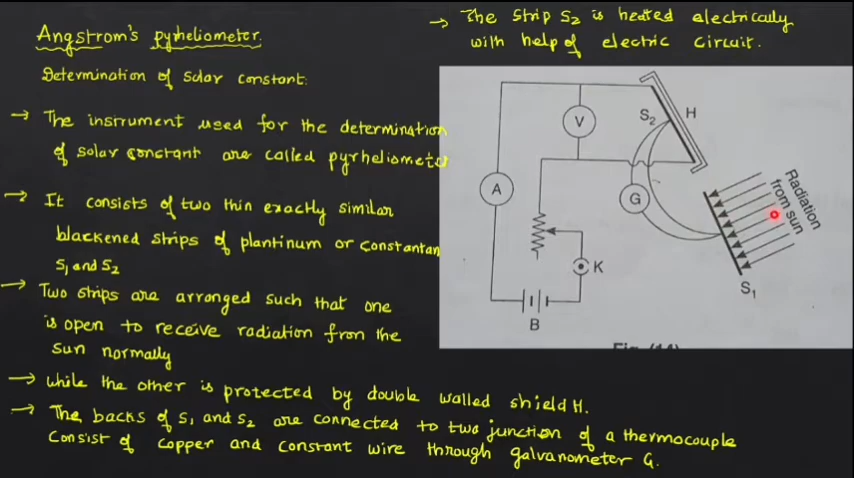 Angstrom's pyrheliometer.
Determination of solar constant.
→ The instrument used for the determination
of solar constant are called pyrheliometer
→ It consists of two thin exactly similar
blackened strips of plantinum or constantan
S₁ and S₂
→ Two strips are arranged such that one
is open to receive radiation from the
sun normally
→ while the other is protected by double walled shield H.
→ The backs of S₁ and S₂ are connected to two junction of a thermocouple
consist of copper and constant wire through galvanometer G.
→ The strip S₂ is heated electrically
with help of electric circuit.
S₂
H
V
A
G
Radiation
from sun
K
B
S₁